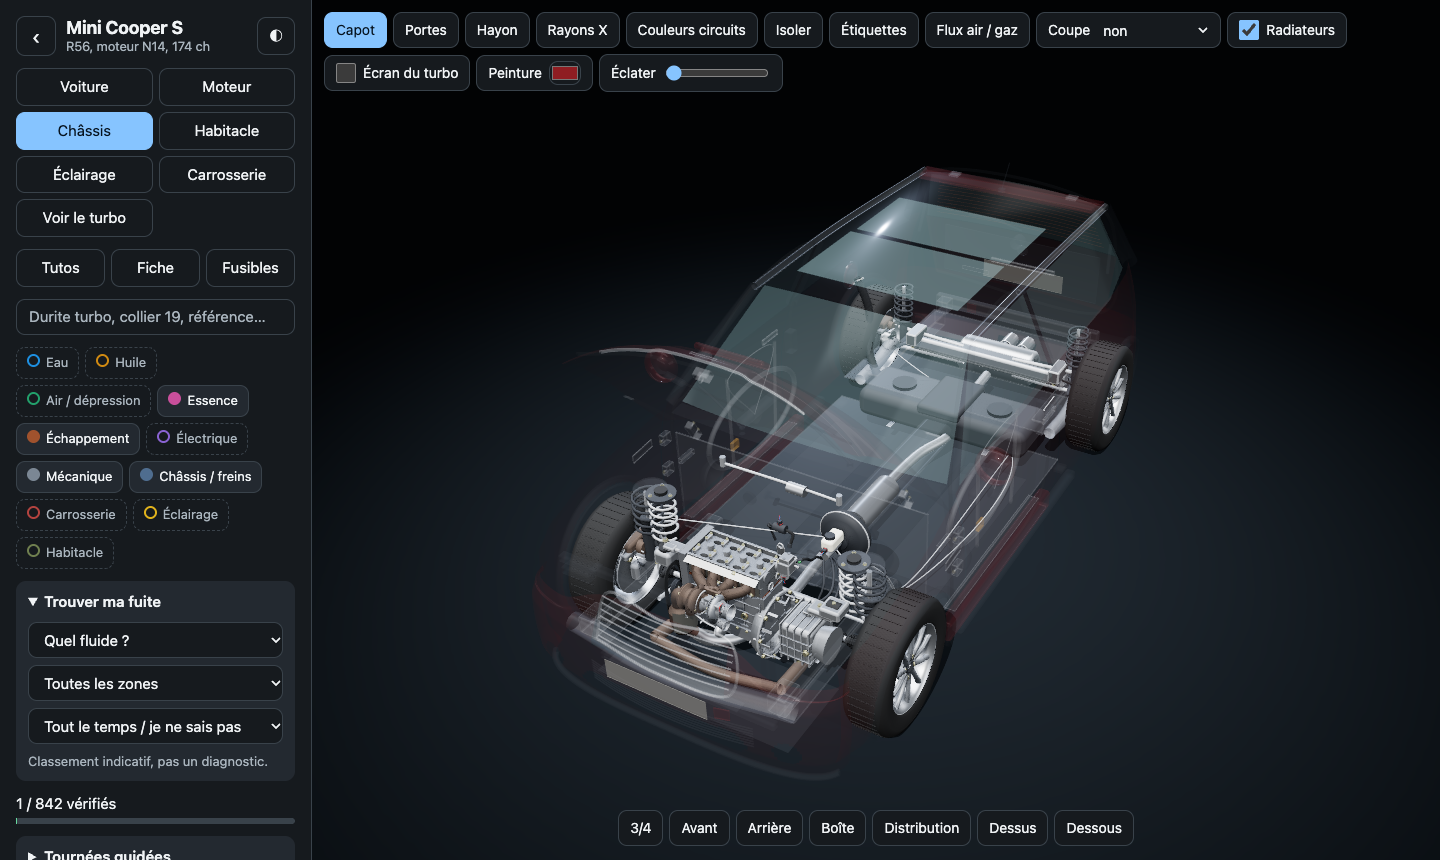 Mini Cooper S
R56, moteur N14, 174 ch
Voiture
Moteur
Châssis
Habitacle
Éclairage
Carrosserie
Voir le turbo
Tutos
Fiche
Fusibles
Durite turbo, collier 19, référence...
Eau
Huile
Air / dépression
Essence
Échappement
Électrique
Mécanique
Châssis / freins
Carrosserie
Éclairage
Habitacle
Trouver ma fuite
Quel fluide ?
Toutes les zones
Tout le temps / je ne sais pas
Classement indicatif, pas un diagnostic.
1 / 842 vérifiés
Tournées guidées
Capot
Portes
Hayon
Rayons X
Couleurs circuits
Isoler
Étiquettes
Flux air / gaz
Coupe non
Radiateurs
Écran du turbo
Peinture
Éclater
3/4
Avant
Arrière
Boîte
Distribution
Dessus
Dessous